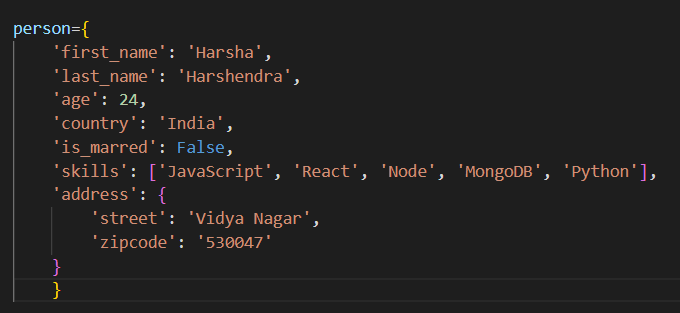 person={
    'first_name': 'Harsha',
    'last_name': 'Harshendra',
    'age': 24,
    'country': 'India',
    'is_marred': False,
    'skills': ['JavaScript', 'React', 'Node', 'MongoDB', 'Python'],
    'address': {
        'street': 'Vidya Nagar',
        'zipcode': '530047'
    }
    }